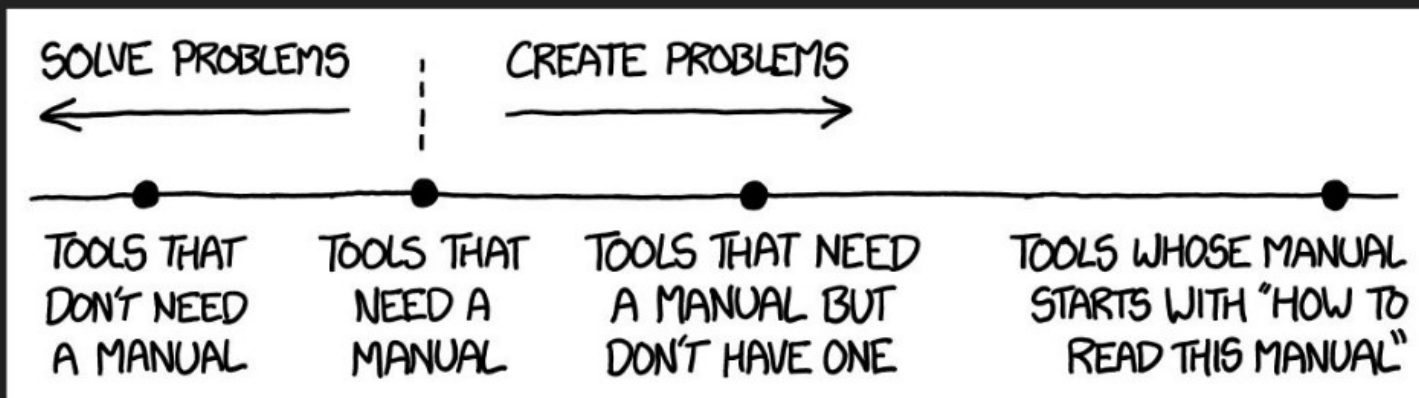 SOLVE PROBLEMS
CREATE PROBLEMS
TOOLS THAT
DON'T NEED
A MANUAL
TOOLS THAT
NEED A
MANUAL
TOOLS THAT NEED
A MANUAL BUT
DON'T HAVE ONE
TOOLS WHOSE MANUAL
STARTS WITH "HOW TO
READ THIS MANUAL"